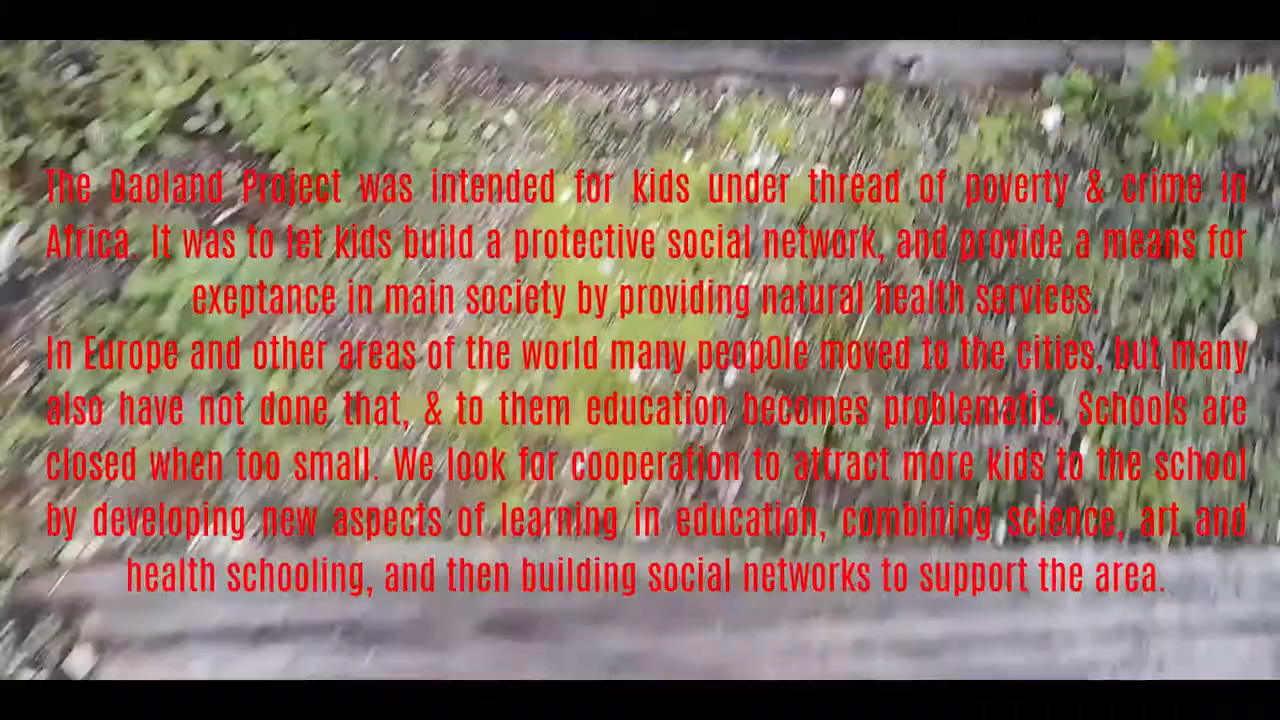 The Daoland Project was intended for kids under thread of poverty & crime in
Africa. It was to let kids build a protective social network, and provide a means for
exeptance in main society by providing natural health services.
In Europe and other areas of the world many peopOle moved to the cities, but many
also have not done that, & to them education becomes problematic. Schools are
closed when too small. We look for cooperation to attract more kids to the school
by developing new aspects of learning in education, combining science, art and
health schooling, and then building social networks to support the area.